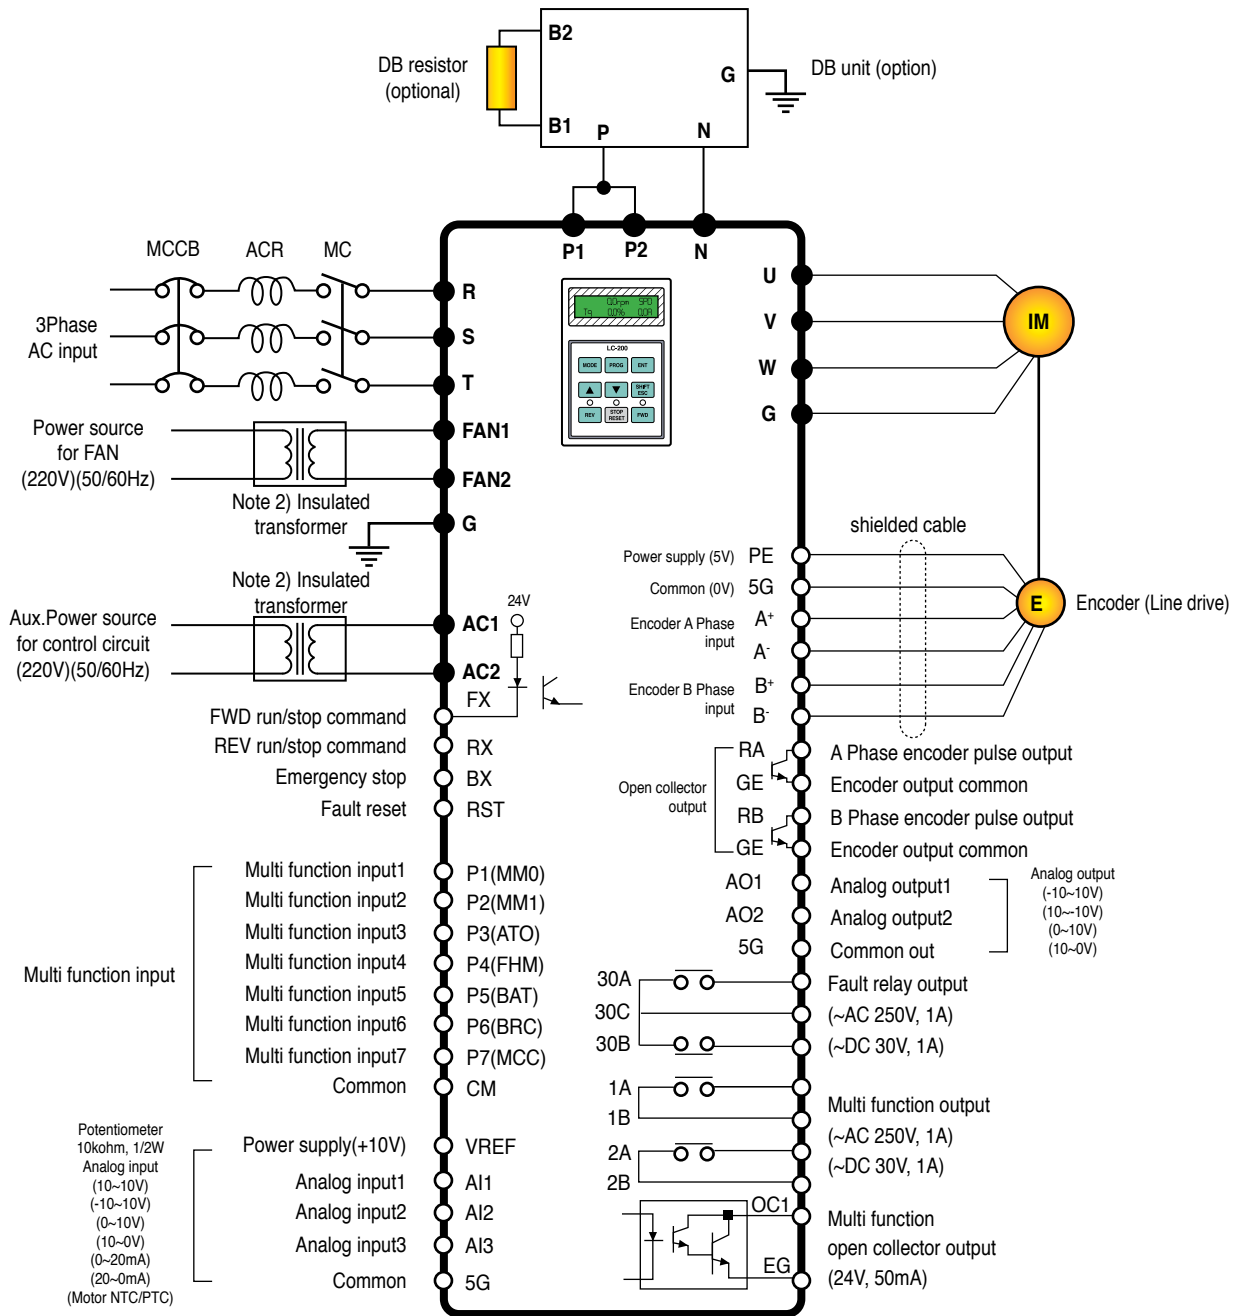 B2
DB resistor
(optional)
G
DB unit (option)
B1
P
N
MCCB
ACR
MC
P1
P2
N
R
3Phase
AC input
S
T
Power source
for FAN
(220V)(50/60Hz)
FAN1
FAN2
Note 2) Insulated
transformer
G
Note 2) Insulated
transformer
Aux.Power source
for control circuit
(220V)(50/60Hz)
24V
AC1
AC2
FX
FWD run/stop command
REV run/stop command
RX
Emergency stop
BX
Fault reset
RST
Multi function input
Multi function input1
P1(MM0)
Multi function input2
P2(MM1)
Multi function input3
P3(ATO)
Multi function input4
P4(FHM)
Multi function input5
P5(BAT)
Multi function input6
P6(BRC)
Multi function input7
P7(MCC)
Common
CM
Potentiometer
10kohm, 1/2W
Analog input
(10~10V)
(-10~10V)
(0~10V)
(10~0V)
(0~20mA)
(20~0mA)
(Motor NTC/PTC)
Power supply(+10V)
VREF
Analog input1
AI1
Analog input2
AI2
Analog input3
AI3
Common
5G
0.0rpm SPD
Tq 0.0% 0.0A
LC-200
MODE
PROG
ENT
SHIFT
ESC
REV
STOP
RESET
FWD
U
V
W
G
IM
shielded cable
Power supply (5V)
PE
Common (0V)
5G
Encoder A Phase
input
A+
A-
Encoder B Phase
input
B+
B-
E
Encoder (Line drive)
Open collector
output
RA
A Phase encoder pulse output
GE
Encoder output common
RB
B Phase encoder pulse output
GE
Encoder output common
AO1
Analog output1
AO2
Analog output2
5G
Common out
Analog output
(-10~10V)
(10~-10V)
(0~10V)
(10~0V)
30A
Fault relay output
30C
(~AC 250V, 1A)
30B
(~DC 30V, 1A)
1A
1B
2A
2B
Multi function output
(~AC 250V, 1A)
(~DC 30V, 1A)
OC1
EG
Multi function
open collector output
(24V, 50mA)